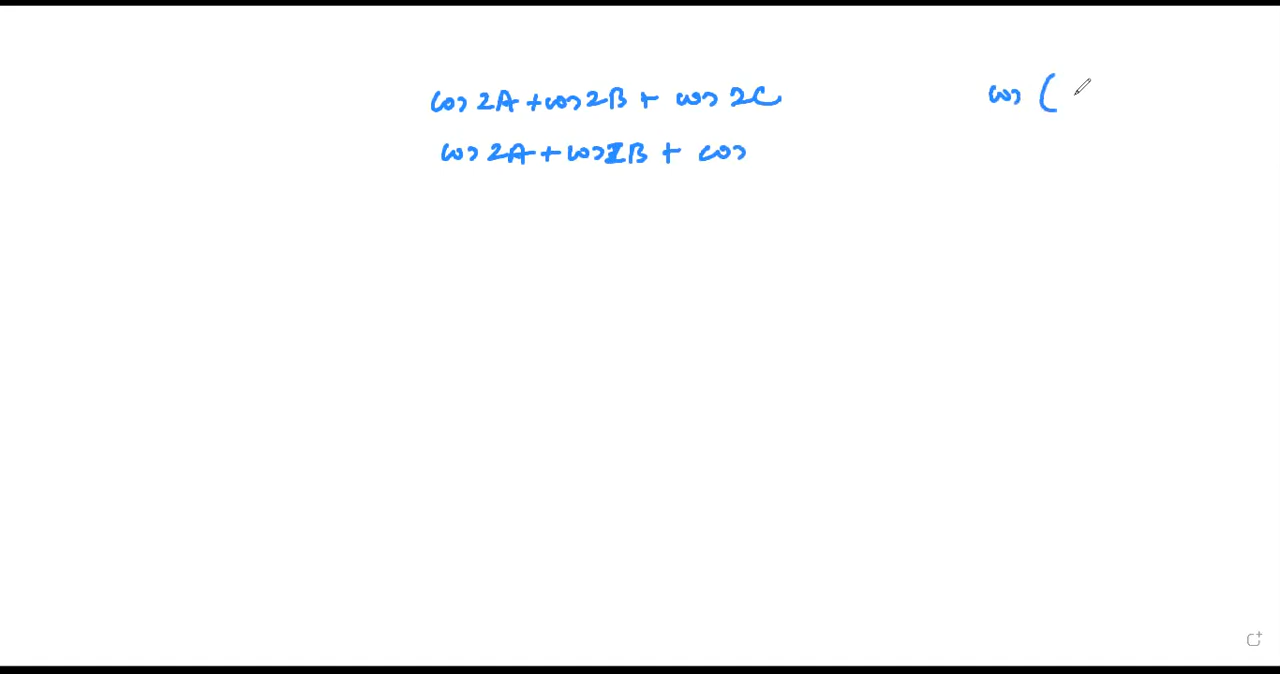 cos 2A + cos 2B + cos 2C
cos (
cos 2A + cos 2B + cos